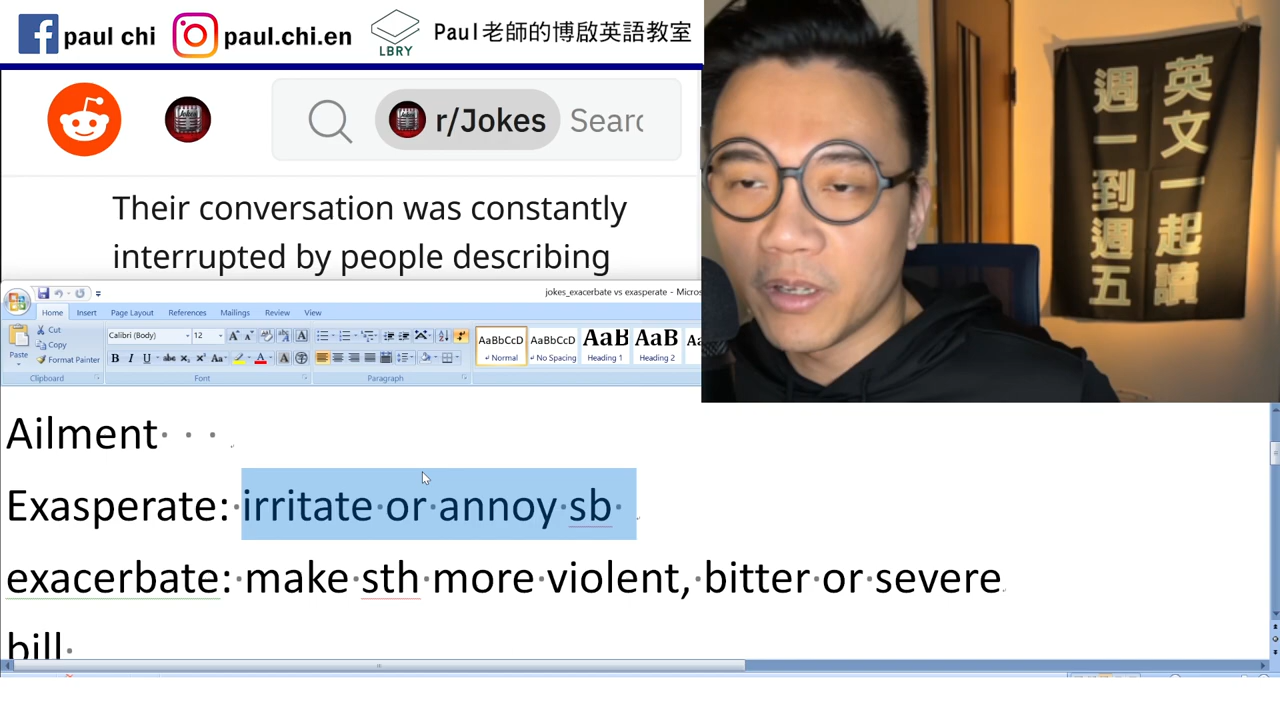 paul chi
paul.chi.en
LBRY
Paul老師的博啟英語教室
r/Jokes
Searc
Their conversation was constantly
interrupted by people describing
英文一起讀
週一到週五
jokes_exacerbate vs exasperate - Micros
Home Insert Page Layout References Mailings Review View
Paste
Cut
Copy
Format Painter
Calibri (Body) 12
AaBbCcD AaBbCcD AaB AaB Aa
Normal No Spacing Heading 1 Heading 2
Clipboard Font Paragraph
Ailment
Exasperate: irritate or annoy sb
exacerbate: make sth more violent, bitter or severe
bill